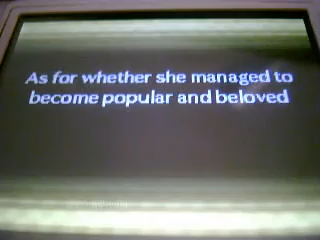 As for whether she managed to
become popular and beloved